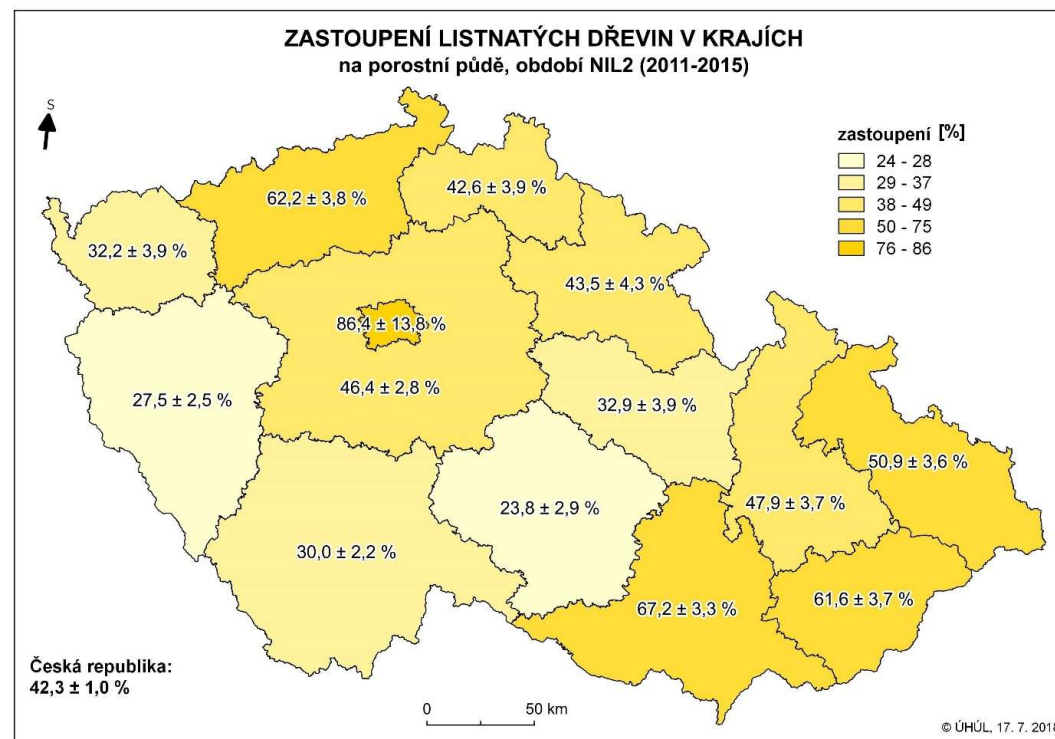 ZASTOUPENÍ LISTNATÝCH DŘEVIN V KRAJÍCH
na porostní půdě, období NIL2 (2011-2015)
S
zastoupení [%]
24 - 28
29 - 37
38 - 49
50 - 75
76 - 86
62,2 ± 3,8 %
42,6 ± 3,9 %
32,2 ± 3,9 %
43,5 ± 4,3 %
86,4 ± 13,8 %
46,4 ± 2,8 %
27,5 ± 2,5 %
32,9 ± 3,9 %
50,9 ± 3,6 %
47,9 ± 3,7 %
23,8 ± 2,9 %
30,0 ± 2,2 %
67,2 ± 3,3 %
61,6 ± 3,7 %
Česká republika:
42,3 ± 1,0 %
0 50 km
© ÚHÚL, 17. 7. 2018